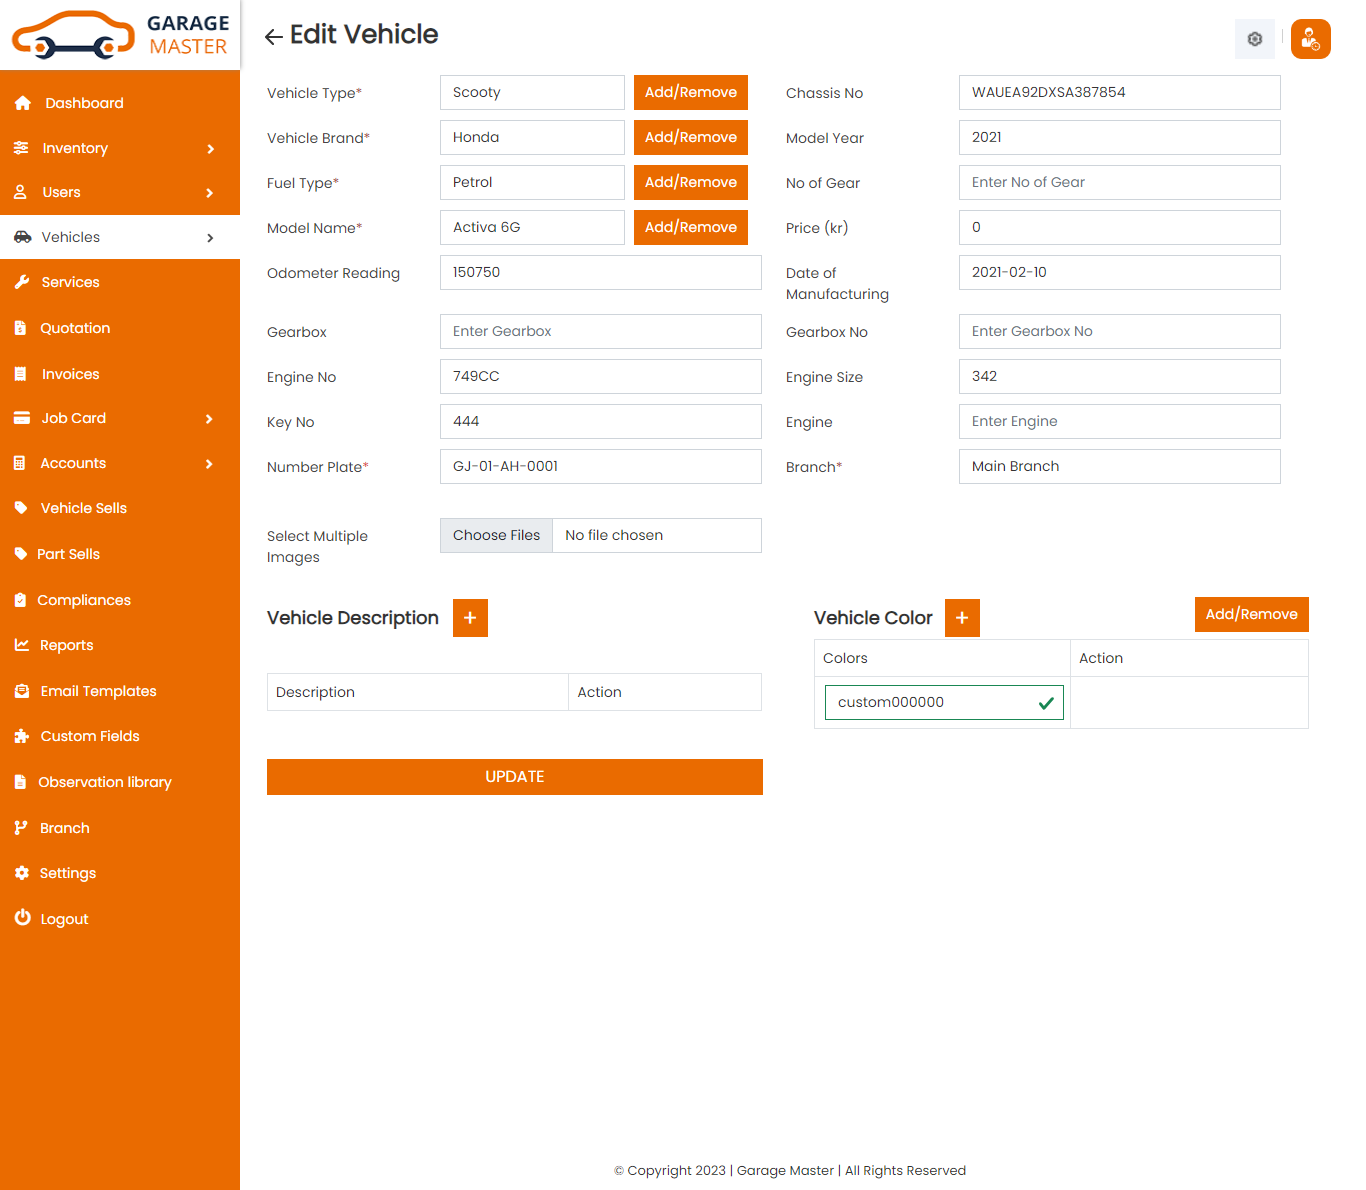 GARAGE
MASTER
Dashboard
Inventory
Users
Vehicles
Services
Quotation
Invoices
Job Card
Accounts
Vehicle Sells
Part Sells
Compliances
Reports
Email Templates
Custom Fields
Observation library
Branch
Settings
Logout
Edit Vehicle
Vehicle Type* Scooty Add/Remove Chassis No WAUEA92DXSA387854
Vehicle Brand* Honda Add/Remove Model Year 2021
Fuel Type* Petrol Add/Remove No of Gear Enter No of Gear
Model Name* Activa 6G Add/Remove Price (kr) 0
Odometer Reading 150750 Date of 2021-02-10
Manufacturing
Gearbox Enter Gearbox Gearbox No Enter Gearbox No
Engine No 749CC Engine Size 342
Key No 444 Engine Enter Engine
Number Plate* GJ-01-AH-0001 Branch* Main Branch
Select Multiple Choose Files No file chosen
Images
Vehicle Description + Vehicle Color + Add/Remove
Colors Action
Description Action
custom000000
UPDATE
© Copyright 2023 | Garage Master | All Rights Reserved